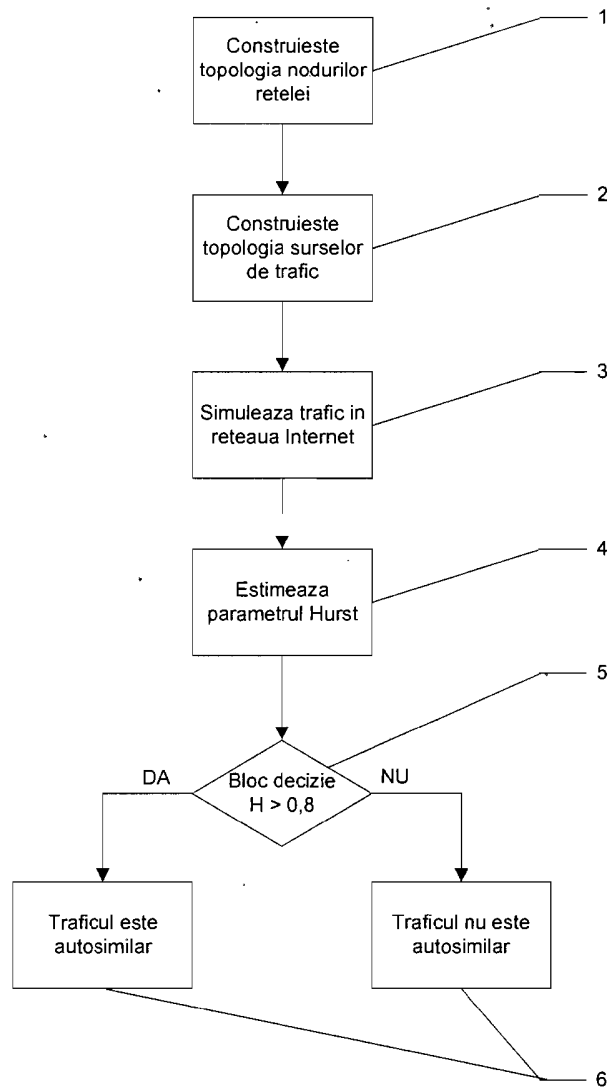 1
Construieste
topologia nodurilor
retelei
2
Construieste
topologia surselor
de trafic
3
Simuleaza trafic in
reteaua Internet
4
Estimeaza
parametrul Hurst
5
DA
Bloc decizie
H > 0,8
NU
Traficul este
autosimilar
Traficul nu este
autosimilar
6